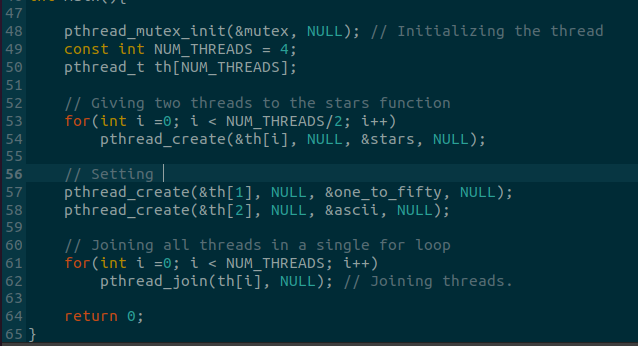 47
48 pthread_mutex_init(&mutex, NULL); // Initializing the thread
49 const int NUM_THREADS = 4;
50 pthread_t th[NUM_THREADS];
51
52 // Giving two threads to the stars function
53 for(int i =0; i < NUM_THREADS/2; i++)
54 pthread_create(&th[i], NULL, &stars, NULL);
55
56 // Setting
57 pthread_create(&th[1], NULL, &one_to_fifty, NULL);
58 pthread_create(&th[2], NULL, &ascii, NULL);
59
60 // Joining all threads in a single for loop
61 for(int i =0; i < NUM_THREADS; i++)
62 pthread_join(th[i], NULL); // Joining threads.
63
64 return 0;
65 }